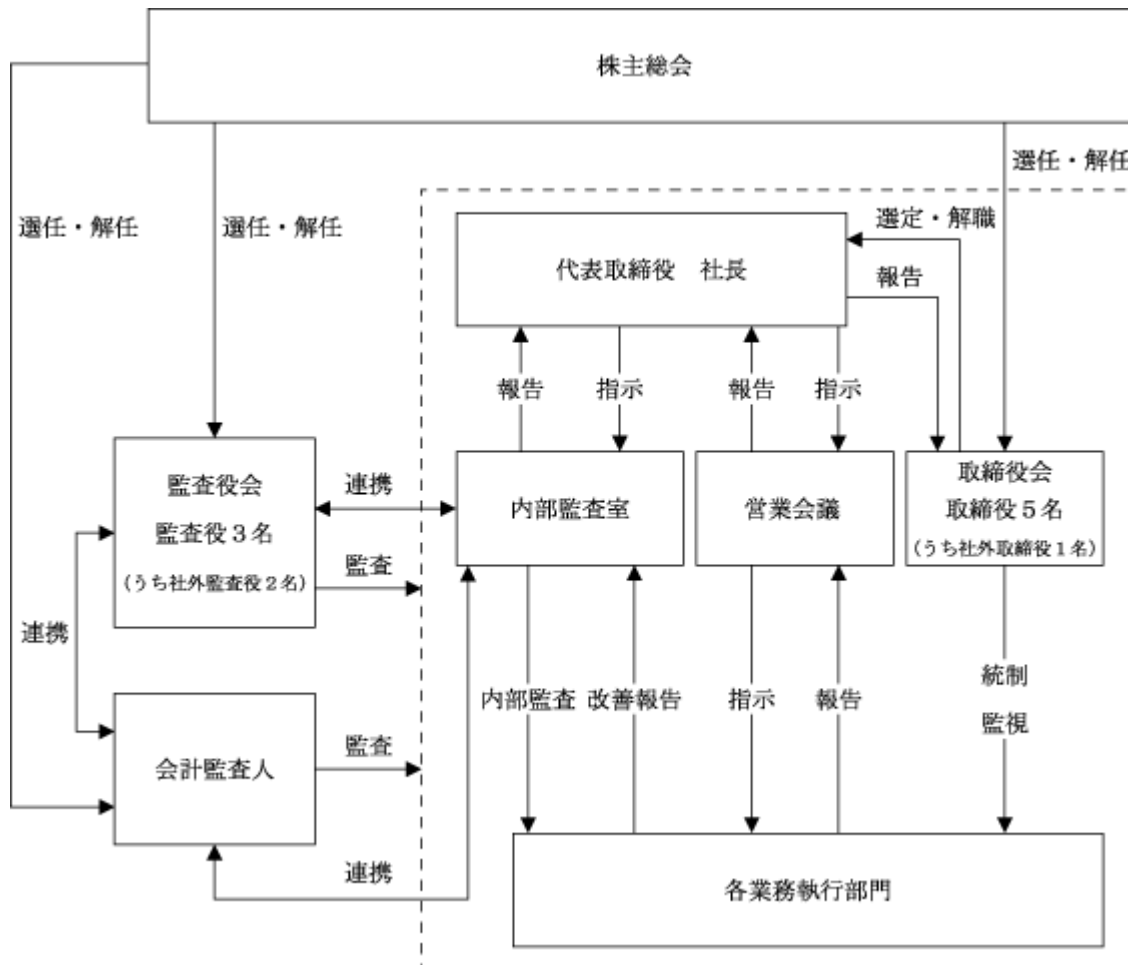 株主総会
選任・解任
選任・解任
選任・解任
選定・解職
代表取締役　社長
報告
報告
指示
報告
指示
監査役会
監査役３名
(うち社外監査役２名)
連携
内部監査室
営業会議
取締役会
取締役５名
(うち社外取締役１名)
監査
連携
内部監査
改善報告
指示
報告
統制
監視
会計監査人
監査
連携
各業務執行部門